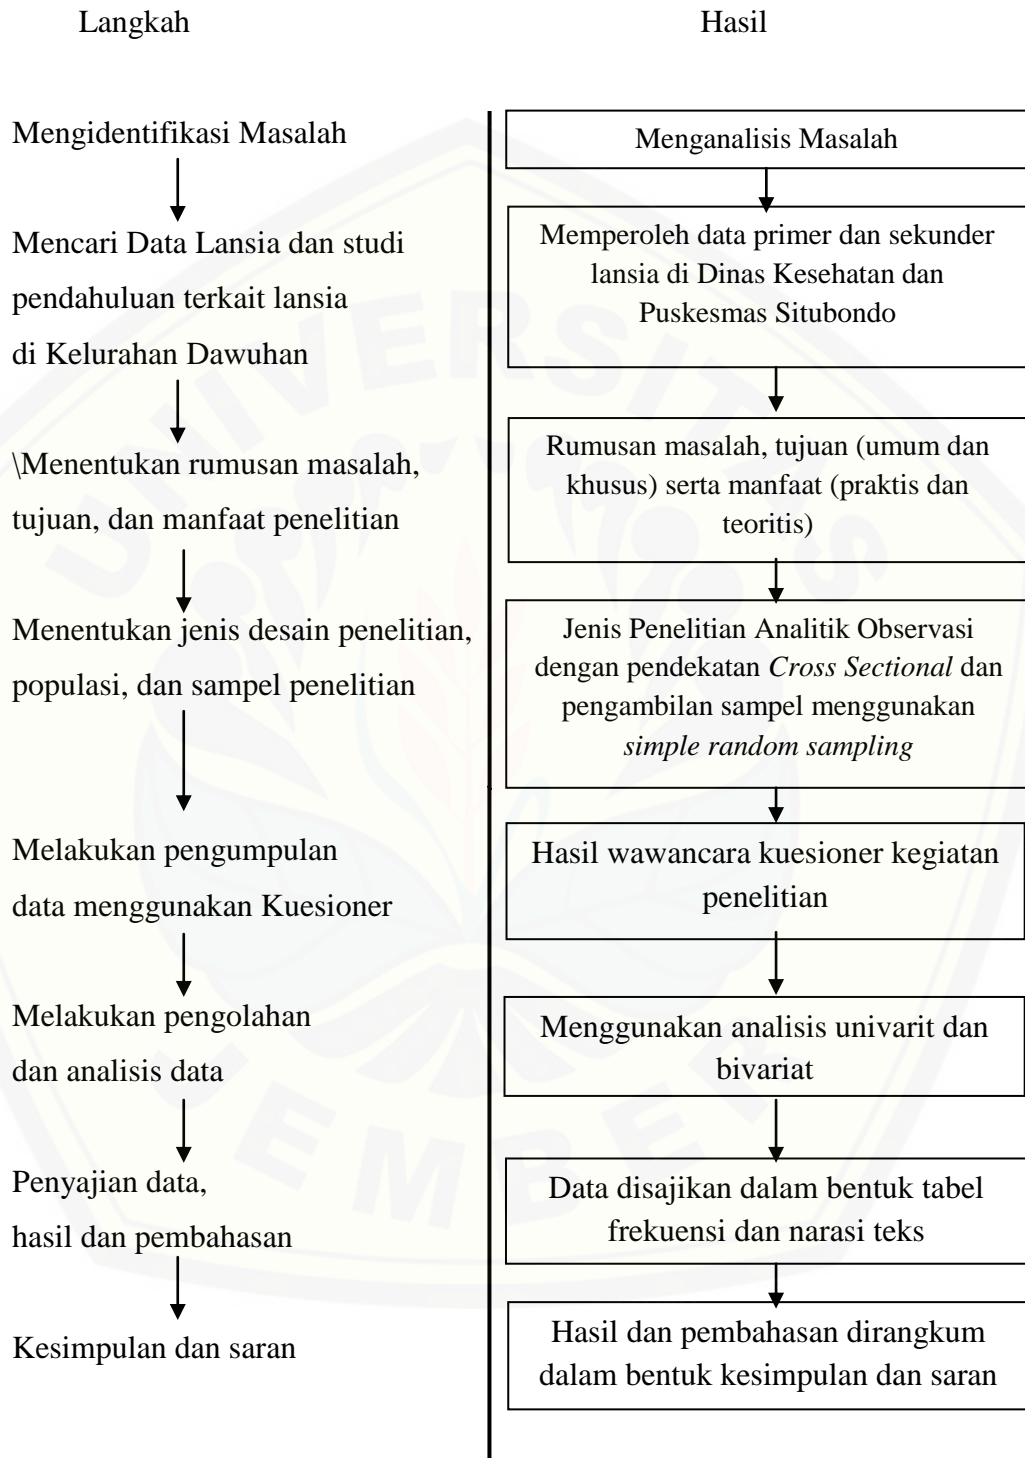 Langkah
Hasil
Mengidentifikasi Masalah
Menganalisis Masalah
Mencari Data Lansia dan studi
pendahuluan terkait lansia
di Kelurahan Dawuhan
Memperoleh data primer dan sekunder
lansia di Dinas Kesehatan dan
Puskesmas Situbondo
\Menentukan rumusan masalah,
tujuan, dan manfaat penelitian
Rumusan masalah, tujuan (umum dan
khusus) serta manfaat (praktis dan
teoritis)
Menentukan jenis desain penelitian,
populasi, dan sampel penelitian
Jenis Penelitian Analitik Observasi
dengan pendekatan Cross Sectional dan
pengambilan sampel menggunakan
simple random sampling
Melakukan pengumpulan
data menggunakan Kuesioner
Hasil wawancara kuesioner kegiatan
penelitian
Melakukan pengolahan
dan analisis data
Menggunakan analisis univarit dan
bivariat
Penyajian data,
hasil dan pembahasan
Data disajikan dalam bentuk tabel
frekuensi dan narasi teks
Kesimpulan dan saran
Hasil dan pembahasan dirangkum
dalam bentuk kesimpulan dan saran
UNIVERSITAS
JEMBER